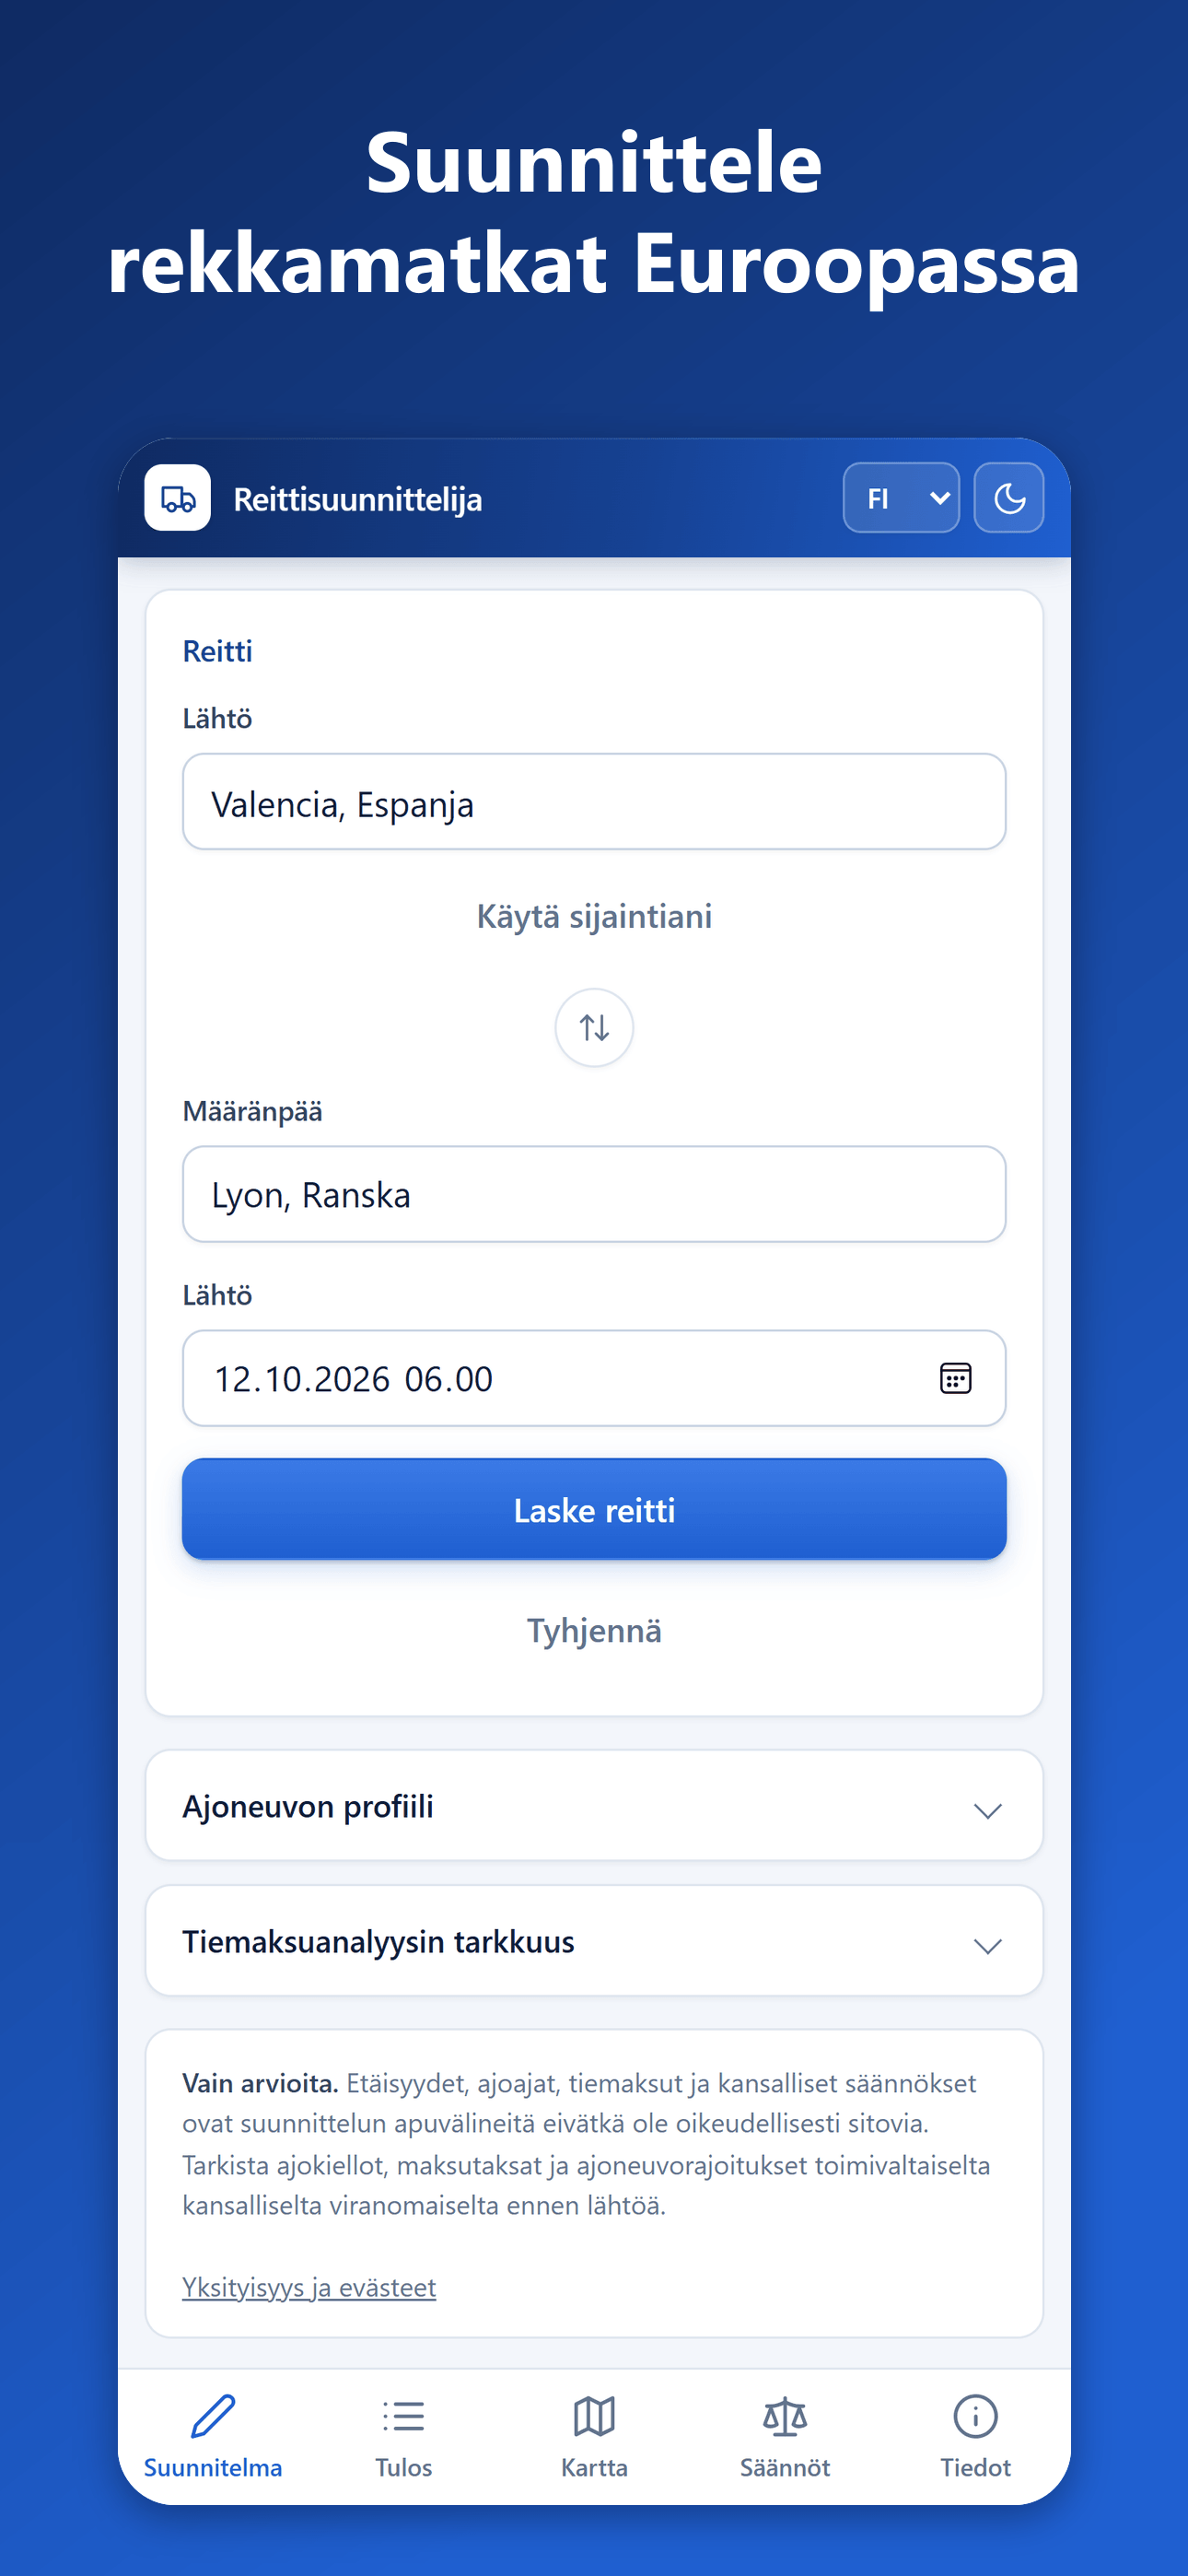 Suunnittele
rekkamatkat Euroopassa
Reittisuunnittelija
FI
Reitti
Lähtö
Valencia, Espanja
Käytä sijaintiani
Määränpää
Lyon, Ranska
Lähtö
12.10.2026 06.00
Laske reitti
Tyhjennä
Ajoneuvon profiili
Tiemaksuanalyysin tarkkuus
Vain arvioita. Etäisyydet, ajoajat, tiemaksut ja kansalliset säännökset
ovat suunnittelun apuvälineitä eivätkä ole oikeudellisesti sitovia.
Tarkista ajokiellot, maksutaksat ja ajoneuvorajoitukset toimivaltaiselta
kansalliselta viranomaiselta ennen lähtöä.
Yksityisyys ja evästeet
Suunnitelma
Tulos
Kartta
Säännöt
Tiedot